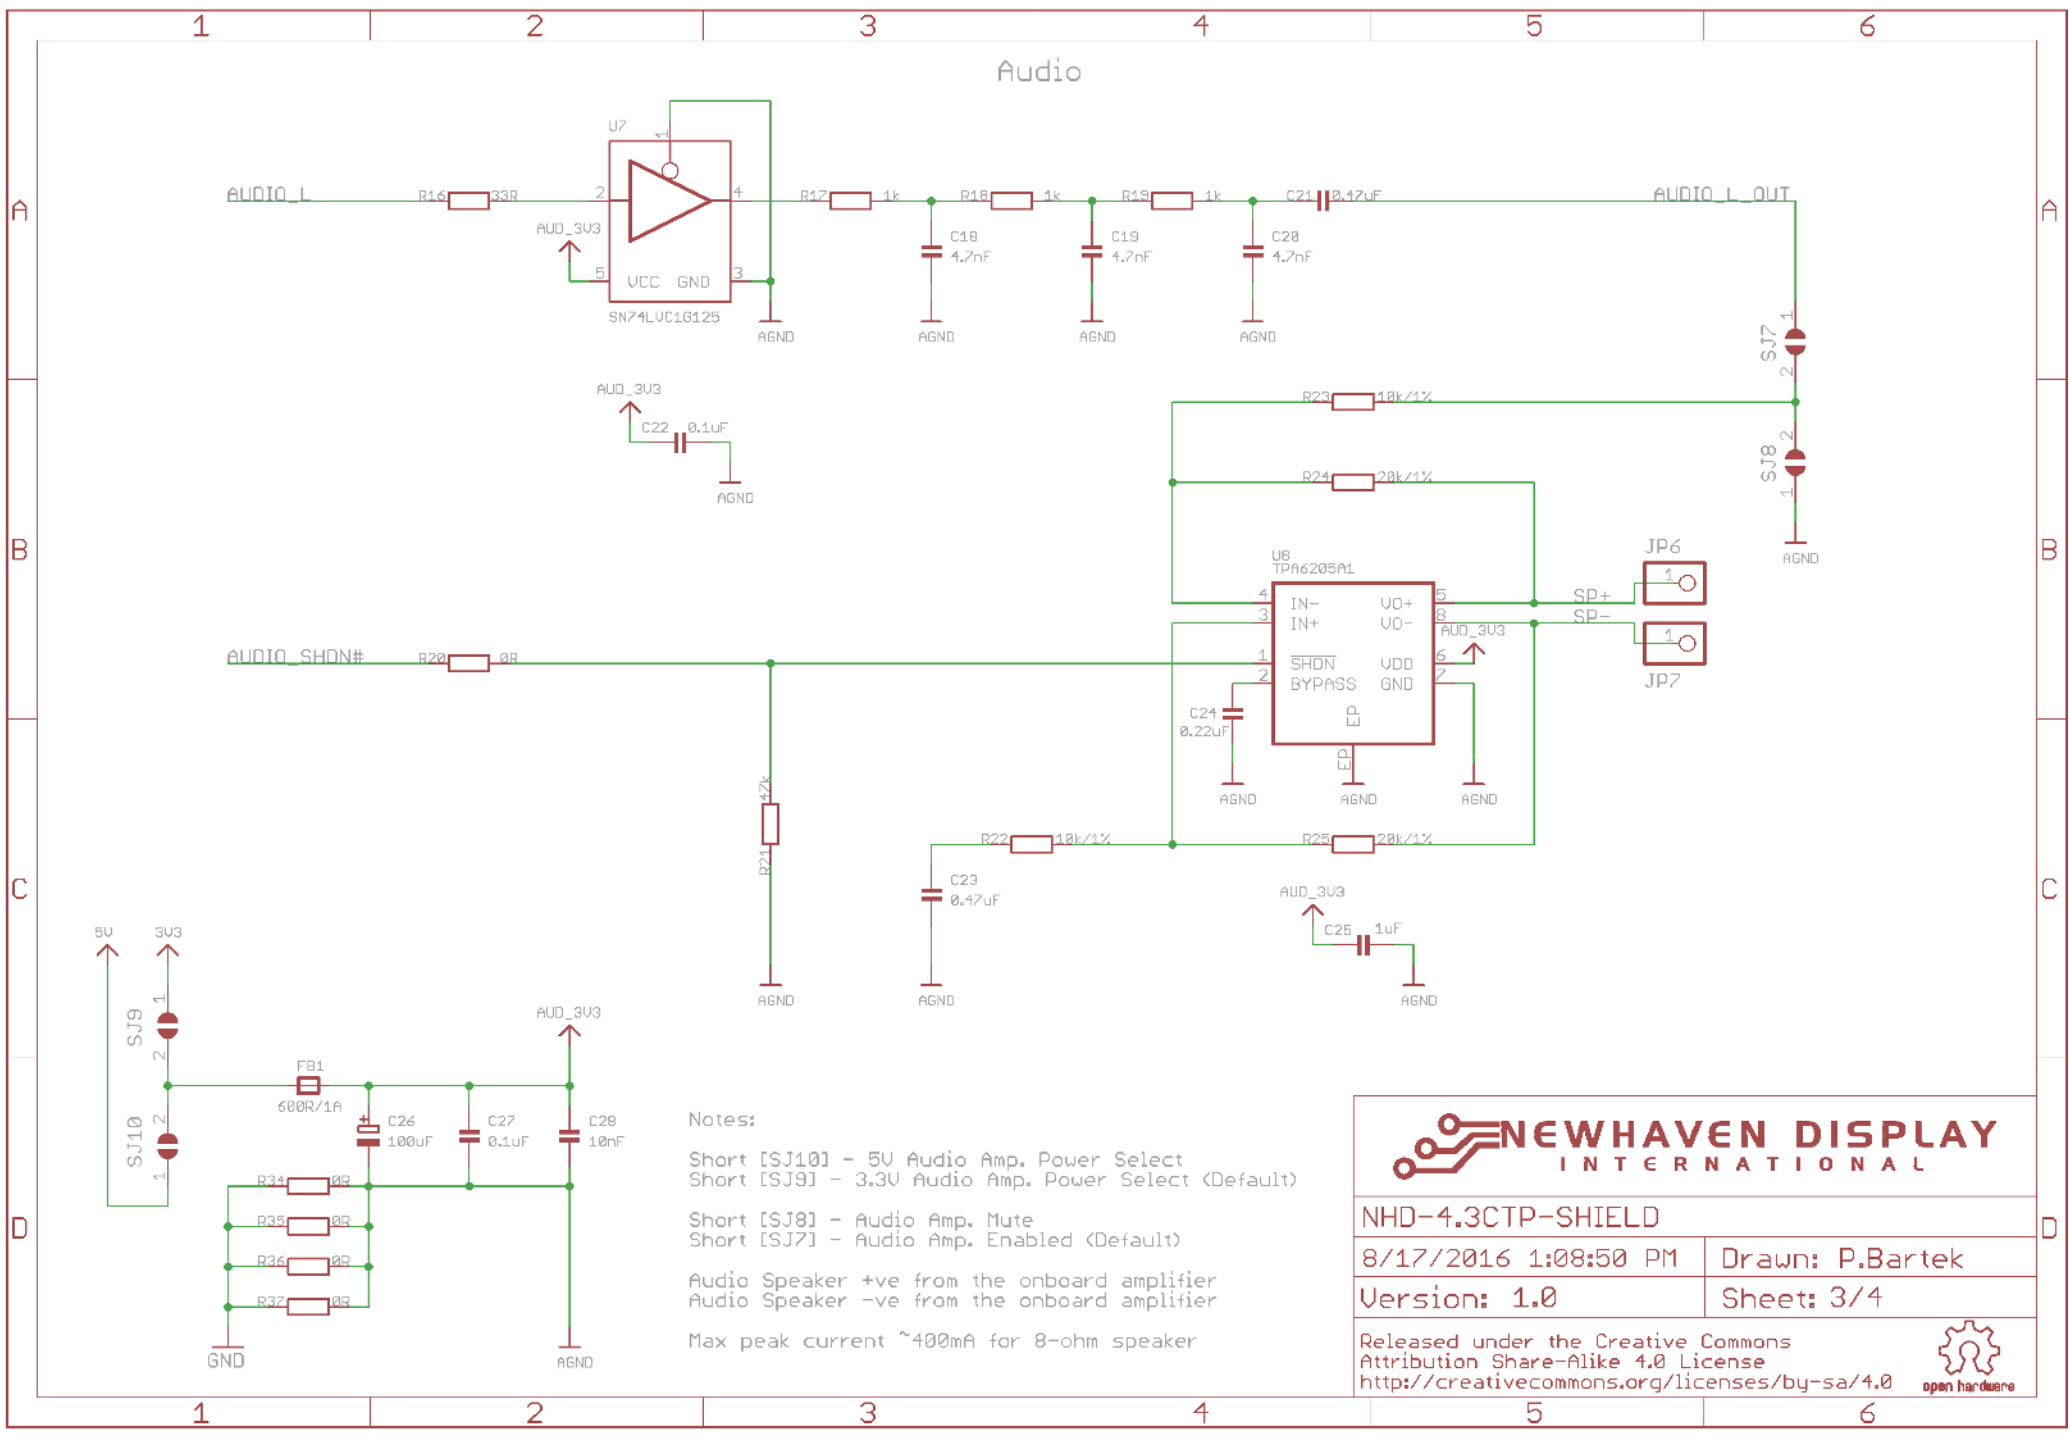 1 2 3 4 5 6
Audio
A
A
B
B
C
C
D
D
U7
1
2
4
5
3
VCC GND
SN74LVC1G125
AUDIO_L
R16 33R
AUD_3V3
AGND
R17 1k
R18 1k
R19 1k
C18
4.7nF
C19
4.7nF
C20
4.7nF
AGND
AGND
AGND
C21 0.47uF
AUDIO_L_OUT
1
SJ7
2
2
SJ8
1
AGND
AUD_3V3
C22 0.1uF
AGND
R23 10k/1%
R24 20k/1%
U8
TPA6205A1
4 IN- VO+ 5
3 IN+ VO- 8
1 SHDN VDD 6
2 BYPASS GND 7
EP
EP
AUD_3V3
SP+
SP-
JP6
1
1
JP7
AUDIO_SHDN#
R20 0R
C24
0.22uF
AGND
AGND
AGND
47k
R21
AGND
R22 10k/1%
R25 20k/1%
C23
0.47uF
AGND
AUD_3V3
C25 1uF
AGND
5V 3V3
1
SJ9
2
2
SJ10
1
FB1
600R/1A
AUD_3V3
C26
100uF
C27
0.1uF
C28
10nF
R34 0R
R35 0R
R36 0R
R37 0R
GND
AGND
Notes:
Short [SJ10] - 5V Audio Amp. Power Select
Short [SJ9] - 3.3V Audio Amp. Power Select (Default)
Short [SJ8] - Audio Amp. Mute
Short [SJ7] - Audio Amp. Enabled (Default)
Audio Speaker +ve from the onboard amplifier
Audio Speaker -ve from the onboard amplifier
Max peak current ~400mA for 8-ohm speaker
NEWHAVEN DISPLAY
INTERNATIONAL
NHD-4.3CTP-SHIELD
8/17/2016 1:08:50 PM
Drawn: P.Bartek
Version: 1.0
Sheet: 3/4
Released under the Creative Commons
Attribution Share-Alike 4.0 License
http://creativecommons.org/licenses/by-sa/4.0
open hardware
1 2 3 4 5 6